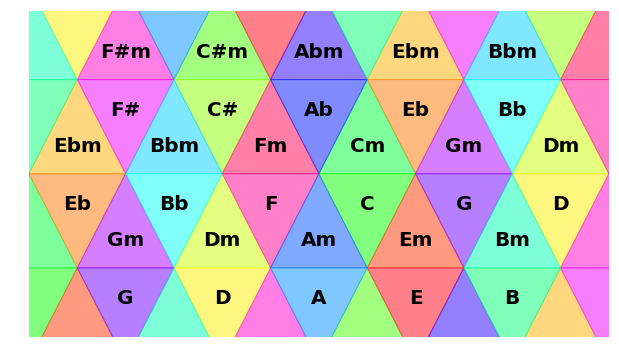 F#m C#m Abm Ebm Bbm
F# C# Ab Eb Bb
Ebm Bbm Fm Cm Gm Dm
Eb Bb F C G D
Gm Dm Am Em Bm
G D A E B